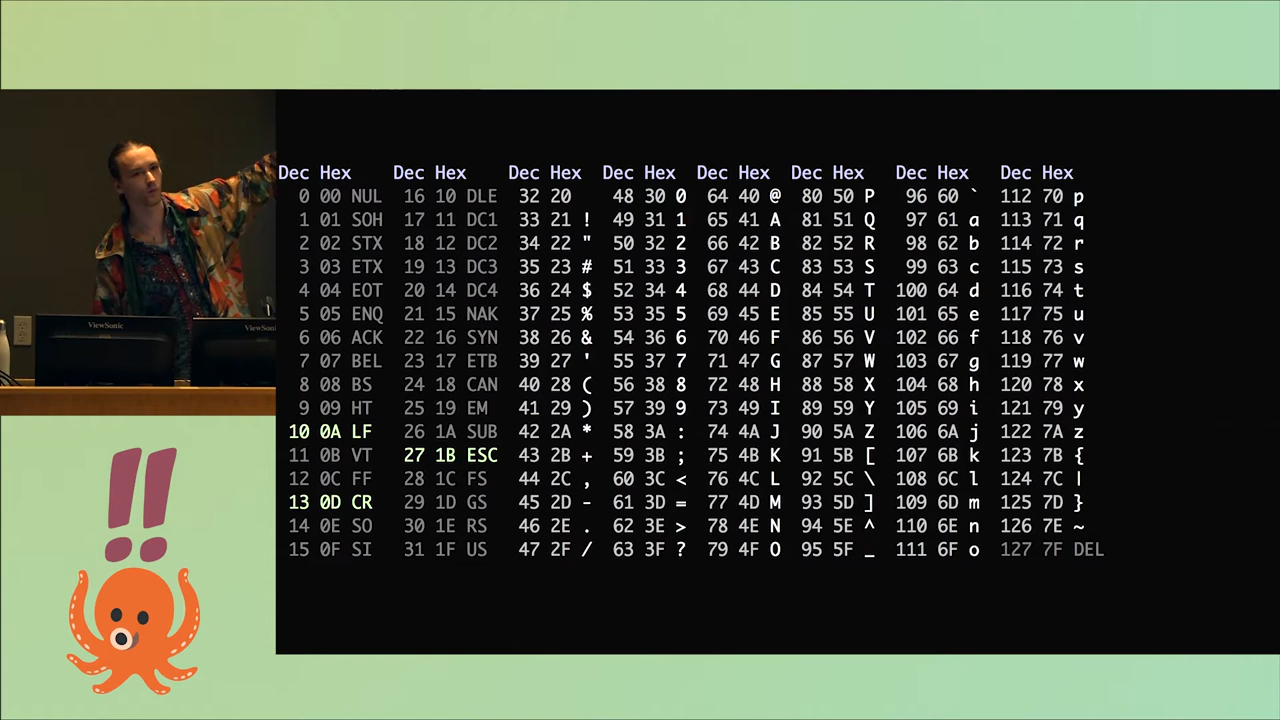 ViewSonic
Dec Hex Dec Hex Dec Hex Dec Hex Dec Hex Dec Hex Dec Hex Dec Hex
0 00 NUL 16 10 DLE 32 20 48 30 0 64 40 @ 80 50 P 96 60 ` 112 70 p
1 01 SOH 17 11 DC1 33 21 ! 49 31 1 65 41 A 81 51 Q 97 61 a 113 71 q
2 02 STX 18 12 DC2 34 22 " 50 32 2 66 42 B 82 52 R 98 62 b 114 72 r
3 03 ETX 19 13 DC3 35 23 # 51 33 3 67 43 C 83 53 S 99 63 c 115 73 s
4 04 EOT 20 14 DC4 36 24 $ 52 34 4 68 44 D 84 54 T 100 64 d 116 74 t
5 05 ENQ 21 15 NAK 37 25 % 53 35 5 69 45 E 85 55 U 101 65 e 117 75 u
6 06 ACK 22 16 SYN 38 26 & 54 36 6 70 46 F 86 56 V 102 66 f 118 76 v
7 07 BEL 23 17 ETB 39 27 ' 55 37 7 71 47 G 87 57 W 103 67 g 119 77 w
8 08 BS 24 18 CAN 40 28 ( 56 38 8 72 48 H 88 58 X 104 68 h 120 78 x
9 09 HT 25 19 EM 41 29 ) 57 39 9 73 49 I 89 59 Y 105 69 i 121 79 y
10 0A LF 26 1A SUB 42 2A * 58 3A : 74 4A J 90 5A Z 106 6A j 122 7A z
11 0B VT 27 1B ESC 43 2B + 59 3B ; 75 4B K 91 5B [ 107 6B k 123 7B {
12 0C FF 28 1C FS 44 2C , 60 3C < 76 4C L 92 5C \ 108 6C l 124 7C |
13 0D CR 29 1D GS 45 2D - 61 3D = 77 4D M 93 5D ] 109 6D m 125 7D }
14 0E SO 30 1E RS 46 2E . 62 3E > 78 4E N 94 5E ^ 110 6E n 126 7E ~
15 0F SI 31 1F US 47 2F / 63 3F ? 79 4F O 95 5F _ 111 6F o 127 7F DEL
!!